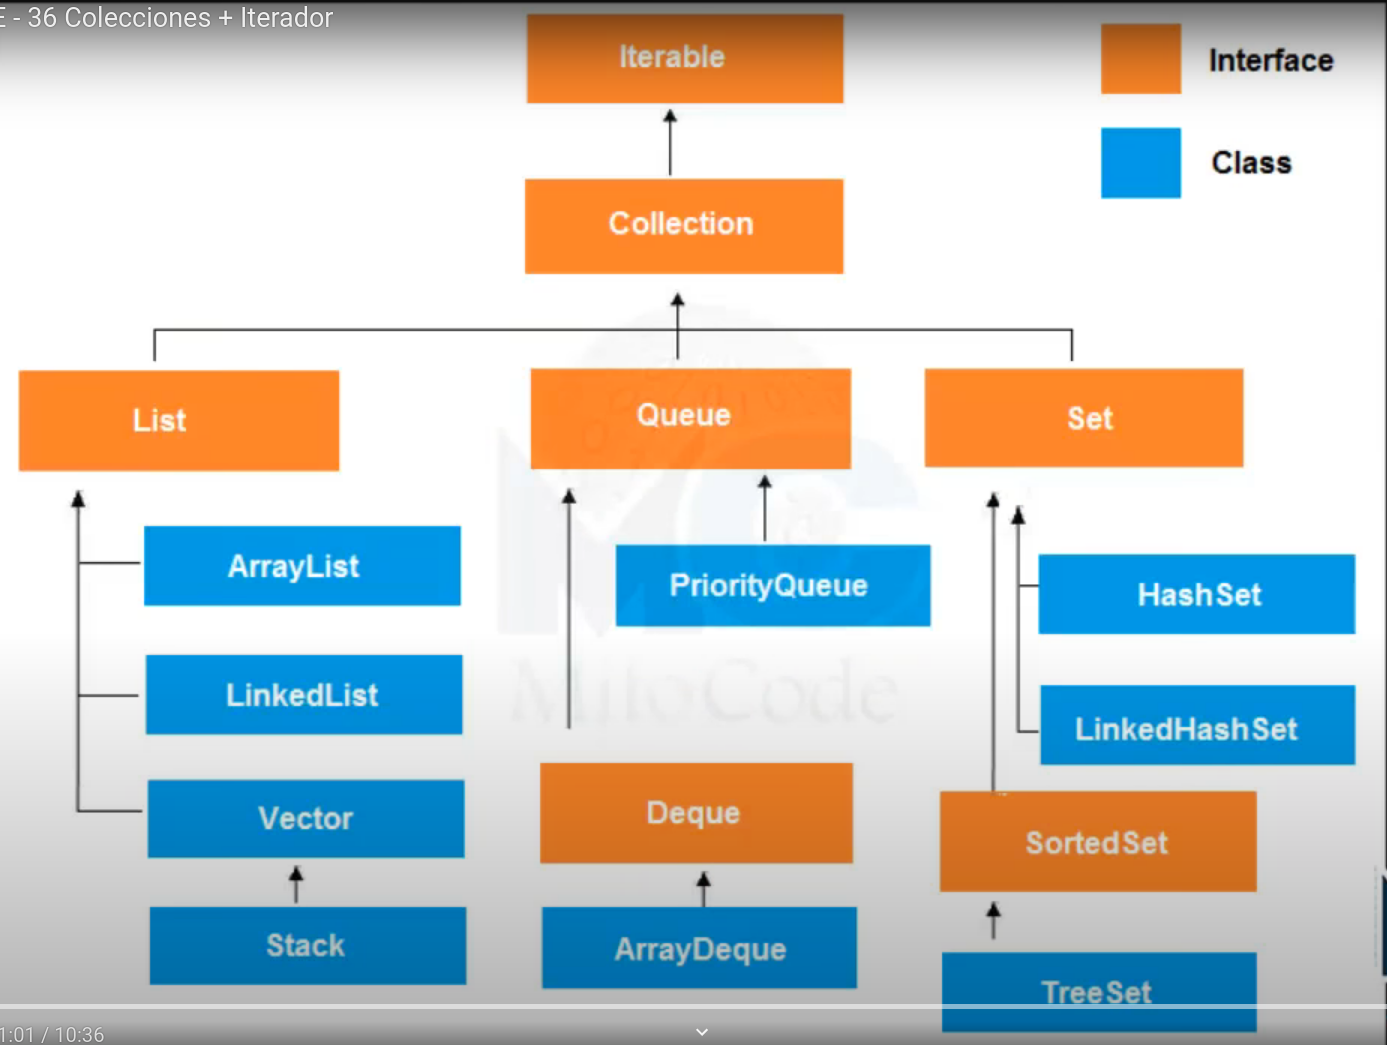 E - 36 Colecciones + Iterador
Iterable
Interface
Class
Collection
List
Queue
Set
ArrayList
PriorityQueue
HashSet
LinkedList
LinkedHashSet
Vector
Deque
SortedSet
Stack
ArrayDeque
TreeSet
MitoCode
1:01 / 10:36